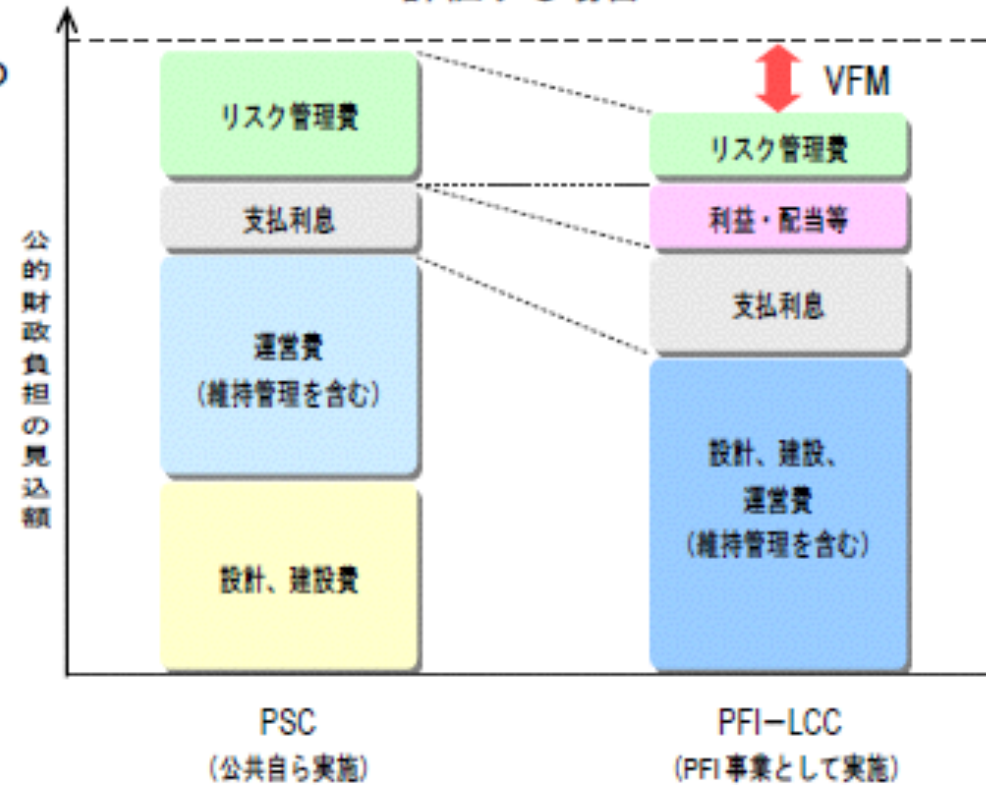 VFM
リスク管理費
支払利息
運営費
（維持管理を含む）
設計、建設費
リスク管理費
利益・配当等
支払利息
設計、建設、
運営費
（維持管理を含む）
公的財政負担の見込額
PSC
（公共自ら実施）
PFI－LCC
（PFI事業として実施）